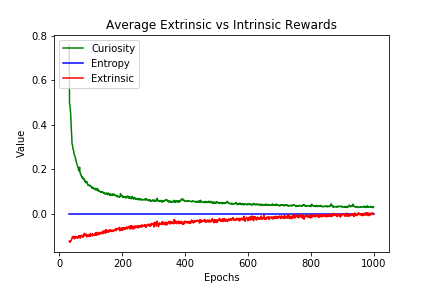 Average Extrinsic vs Intrinsic Rewards
Curiosity
Entropy
Extrinsic
Value
0.8
0.6
0.4
0.2
0.0
0 200 400 600 800 1000
Epochs